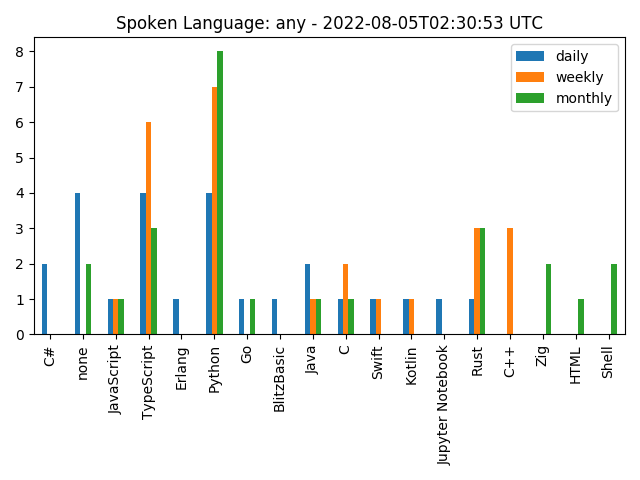 Spoken Language: any - 2022-08-05T02:30:53 UTC
daily
weekly
monthly
8
7
6
5
4
3
2
1
0
C#
none
JavaScript
TypeScript
Erlang
Python
Go
BlitzBasic
Java
C
Swift
Kotlin
Jupyter Notebook
Rust
C++
Zig
HTML
Shell